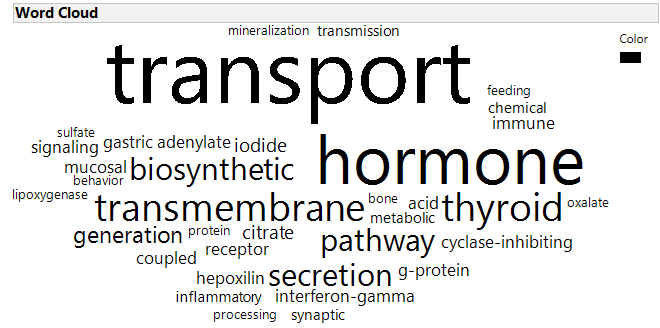 Word Cloud
mineralization transmission
Color
transport
feeding
chemical
immune
sulfate
signaling gastric adenylate iodide
hormone
mucosal biosynthetic
behavior
lipoxygenase transmembrane bone acid thyroid oxalate
metabolic
generation protein citrate pathway cyclase-inhibiting
coupled receptor
hepoxilin secretion g-protein
inflammatory interferon-gamma
processing synaptic